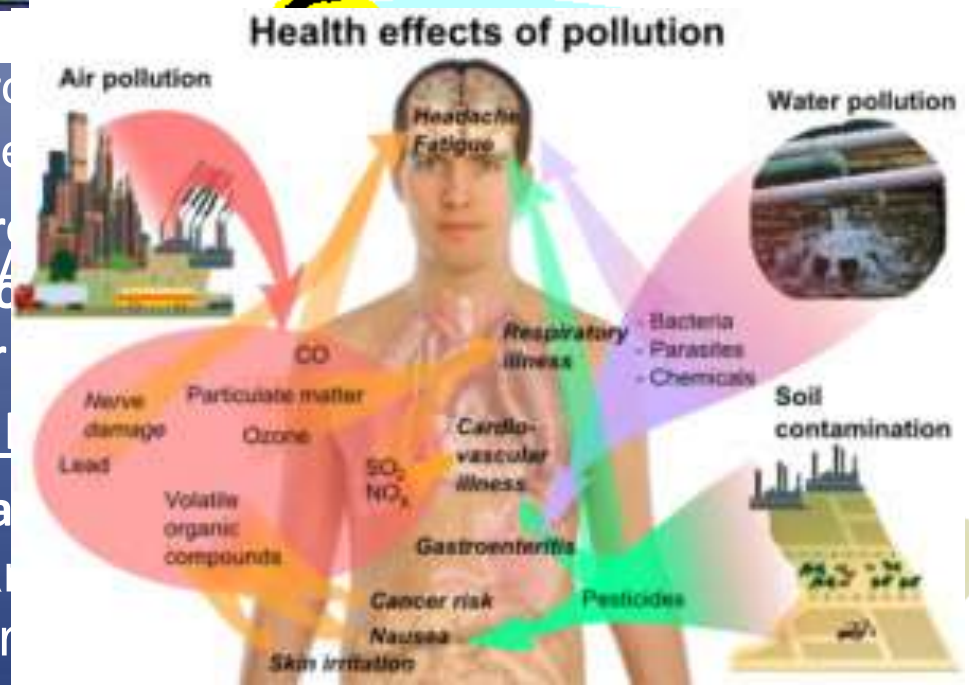 Health effects of pollution
Air pollution
Water pollution
Headache
Fatigue
Respiratory
illness
- Bacteria
- Parasites
- Chemicals
CO
Particulate matter
Nerve
damage
Ozone
Lead
Cardio-
vascular
illness
SO₂
NOₓ
Volatile
organic
compounds
Soil
contamination
Gastroenteritis
Cancer risk
Pesticides
Nausea
Skin irritation